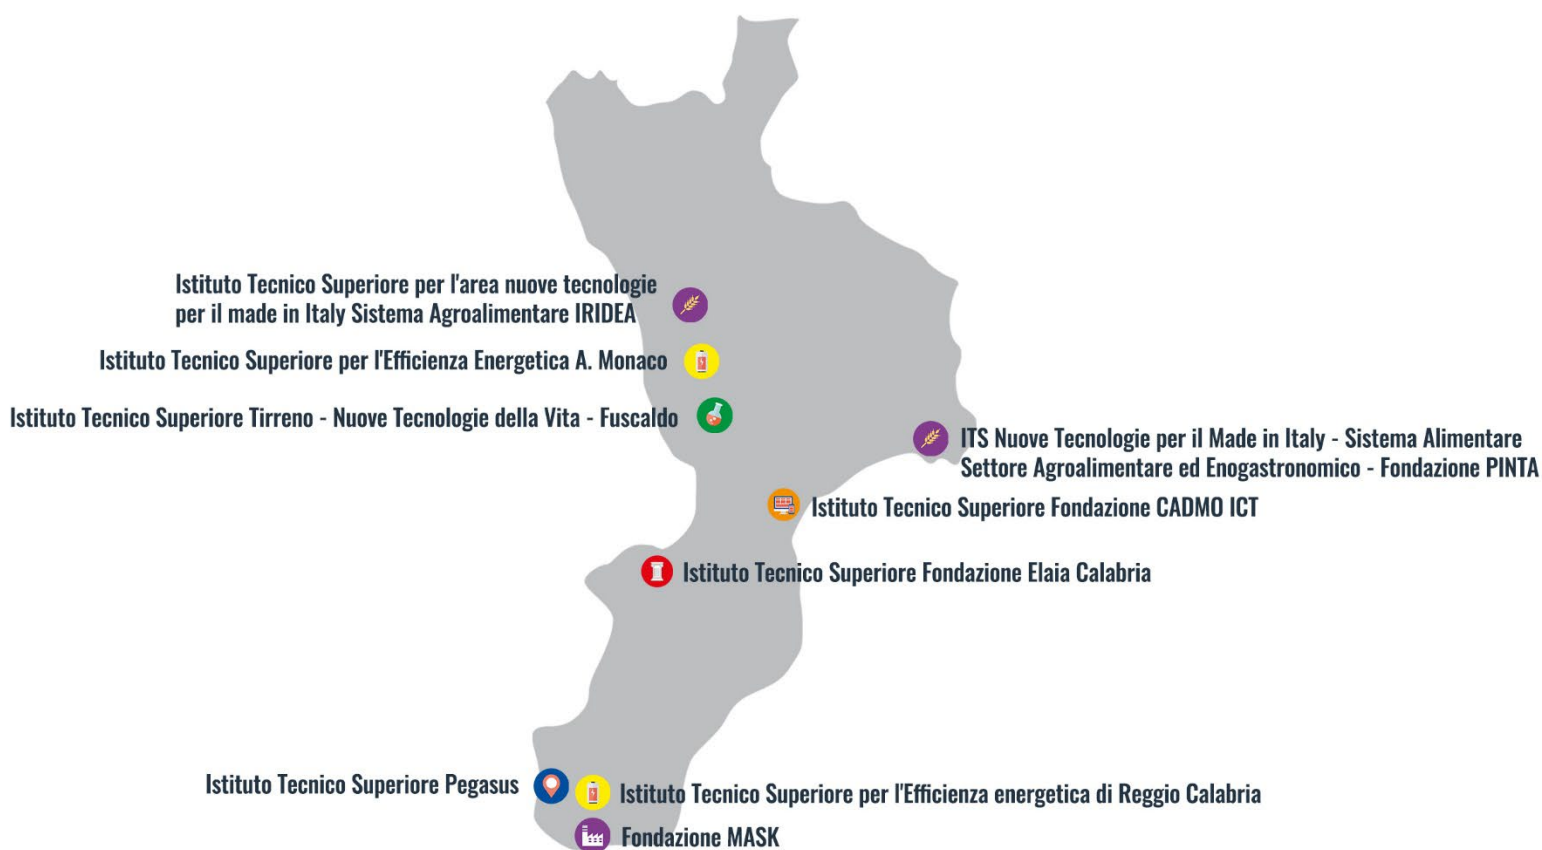 Istituto Tecnico Superiore per l'area nuove tecnologie
per il made in Italy Sistema Agroalimentare IRIDEA
Istituto Tecnico Superiore per l'Efficienza Energetica A. Monaco
Istituto Tecnico Superiore Tirreno - Nuove Tecnologie della Vita - Fuscaldo
ITS Nuove Tecnologie per il Made in Italy - Sistema Alimentare
Settore Agroalimentare ed Enogastronomico - Fondazione PINTA
Istituto Tecnico Superiore Fondazione CADMO ICT
Istituto Tecnico Superiore Fondazione Elaia Calabria
Istituto Tecnico Superiore Pegasus
Istituto Tecnico Superiore per l'Efficienza energetica di Reggio Calabria
Fondazione MASK